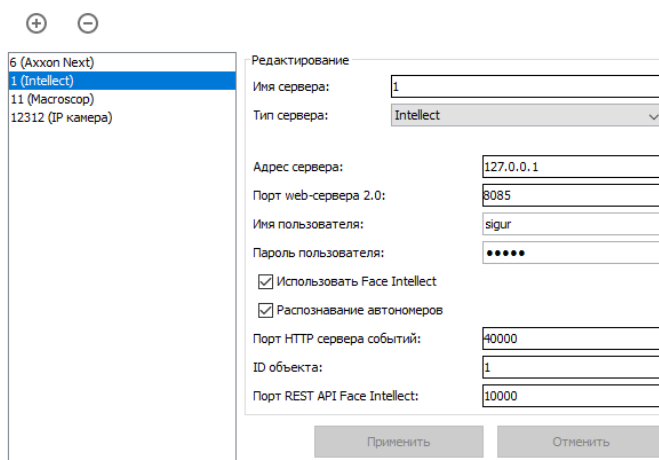 6 (Axxon Next)
1 (Intellect)
11 (Macroscop)
12312 (IP камера)
Редактирование
Имя сервера: 1
Тип сервера: Intellect
Адрес сервера: 127.0.0.1
Порт web-сервера 2.0: 8085
Имя пользователя: sigur
Пароль пользователя: •••••
Использовать Face Intellect
Распознавание автономеров
Порт HTTP сервера событий: 40000
ID объекта: 1
Порт REST API Face Intellect: 10000
Применить Отменить